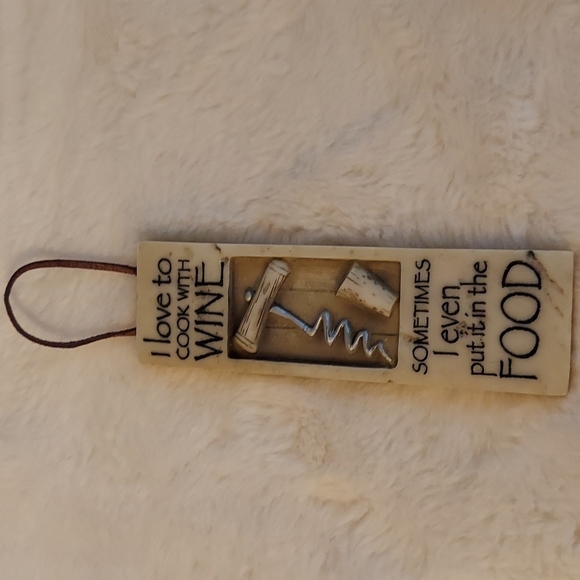 I love to
COOK WITH
WINE
SOMETIMES
I even
put it in the
FOOD